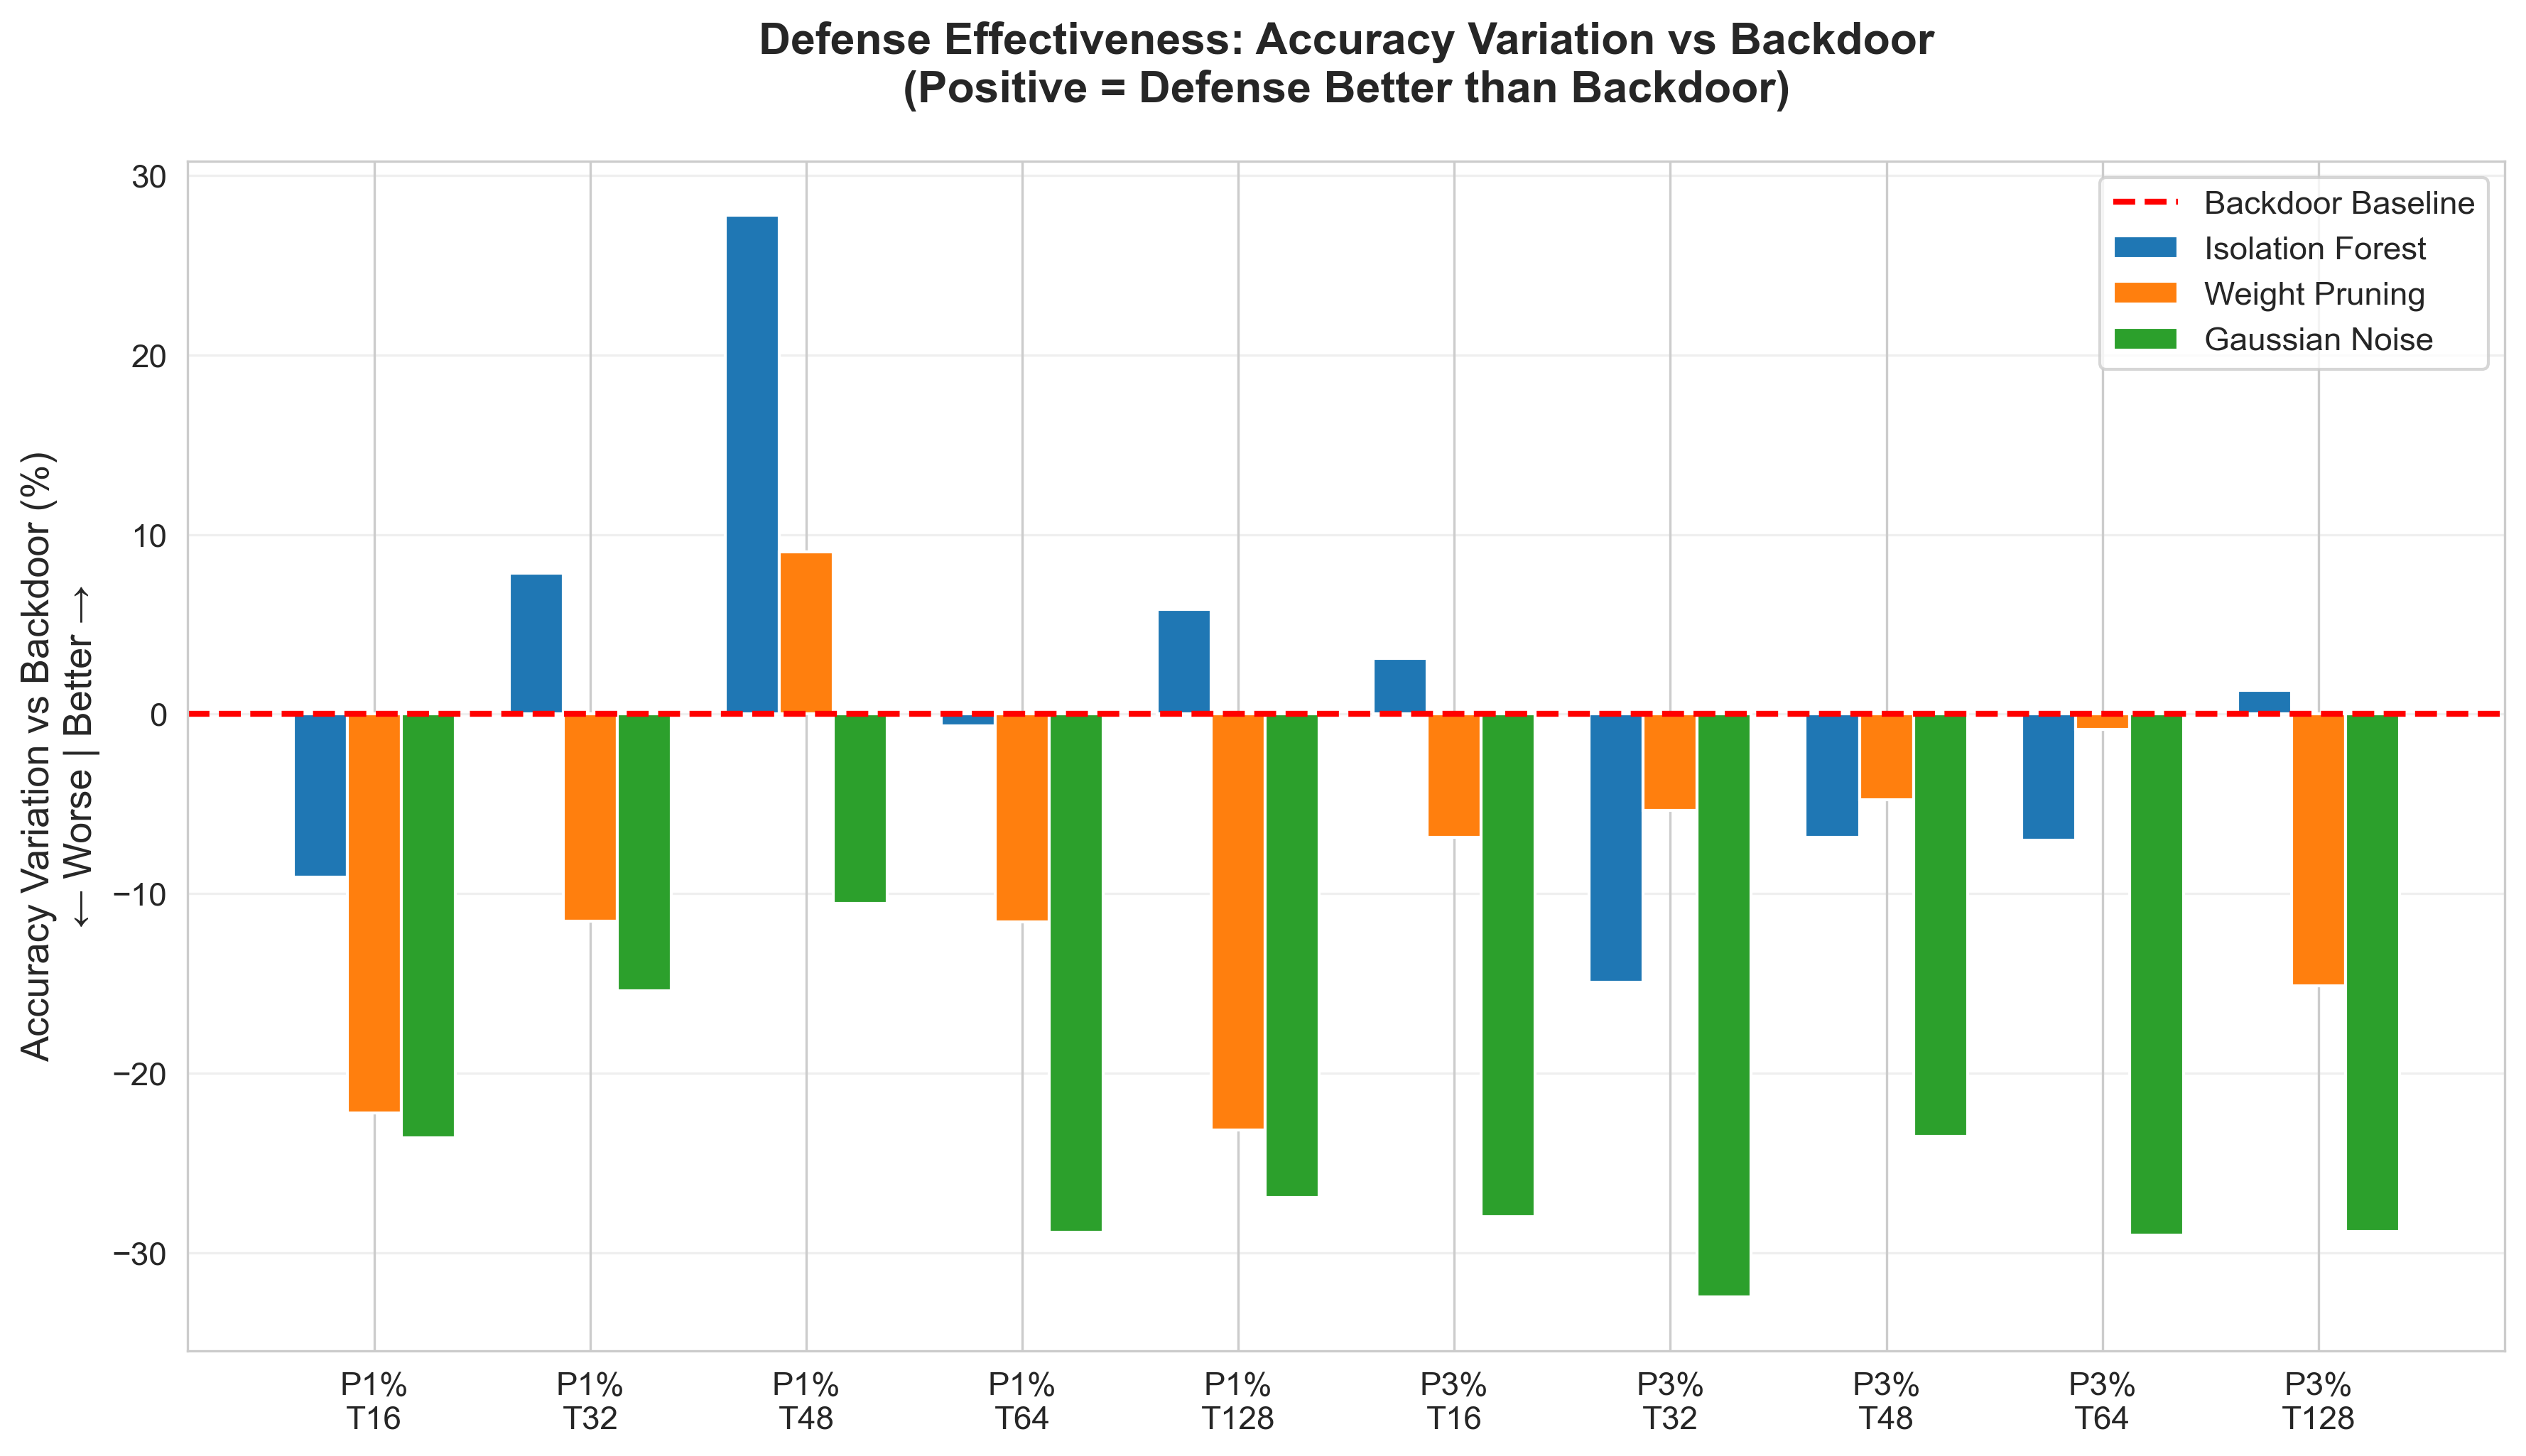 Defense Effectiveness: Accuracy Variation vs Backdoor
(Positive = Defense Better than Backdoor)
Accuracy Variation vs Backdoor (%)
← Worse | Better →
30
20
10
0
−10
−20
−30
Backdoor Baseline
Isolation Forest
Weight Pruning
Gaussian Noise
P1% P1% P1% P1% P1% P3% P3% P3% P3% P3%
T16 T32 T48 T64 T128 T16 T32 T48 T64 T128